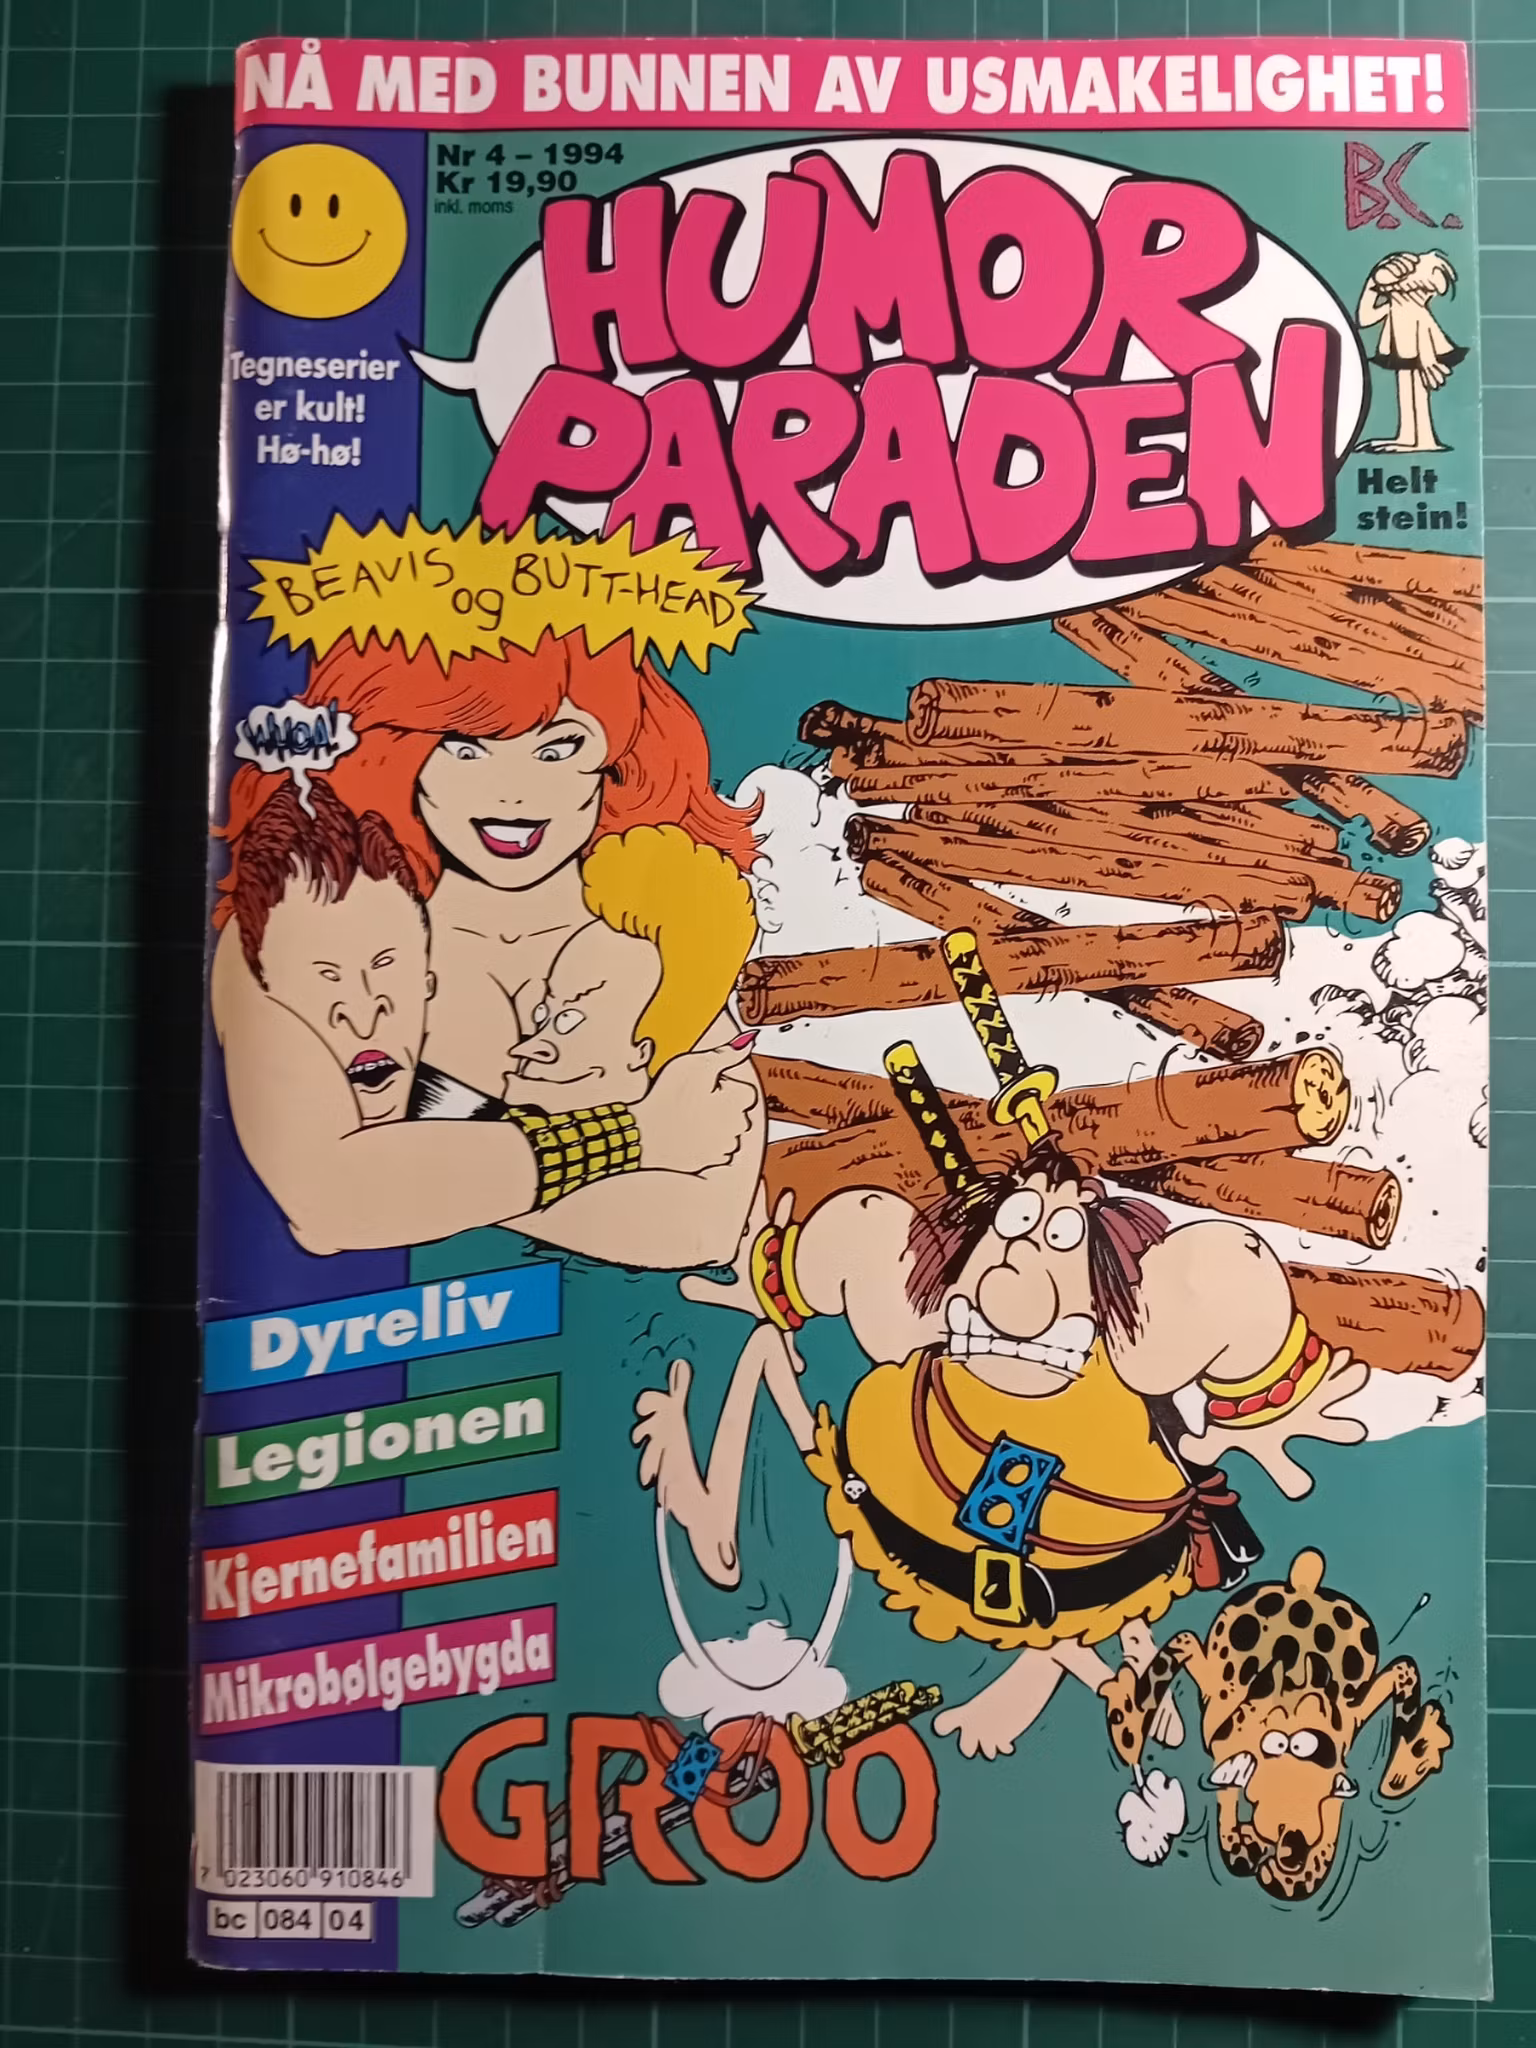 NÅ MED BUNNEN AV USMAKELIGHET!
Nr 4 – 1994
Kr 19,90
inkl. moms
HUMOR
PARADEN
B.C.
Helt
stein!
Tegneserier
er kult!
Hø-hø!
BEAVIS og BUTT-HEAD
WHOA!
Dyreliv
Legionen
Kjernefamilien
Mikrobølgebygda
GROO
7 023060 910846
bc 084 04